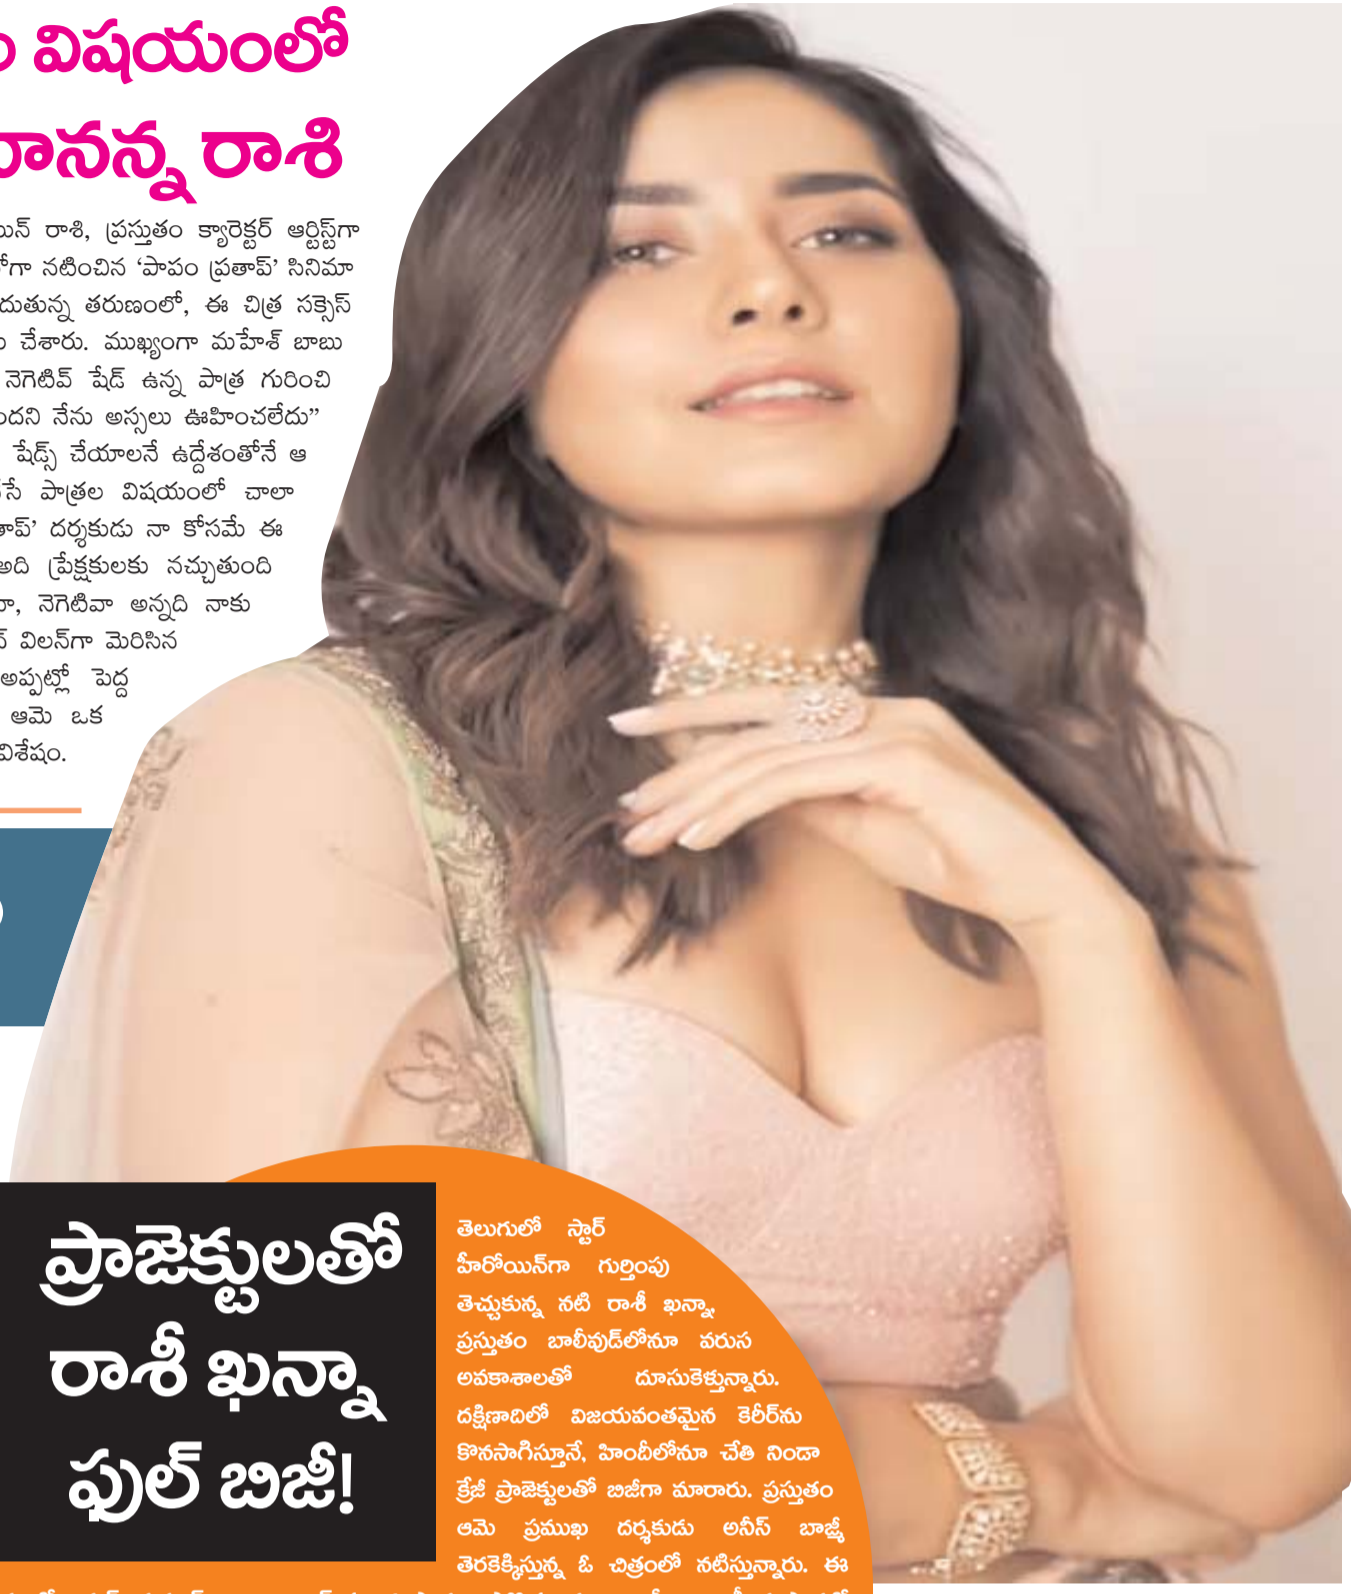 విషయంలో
రాశి
రాశి, ప్రస్తుతం క్యారెక్టర్ ఆర్టిస్ట్‌గా
నటించిన ‘పాపం ప్రతాప్’ సినిమా
తరుణంలో, ఈ చిత్ర సక్సెస్
చేశారు. ముఖ్యంగా మహేశ్ బాబు
నెగెటివ్ షేడ్ ఉన్న పాత్ర గురించి
నేను అస్సలు ఊహించలేదు”
షేడ్స్ చేయాలనే ఉద్దేశంతోనే ఆ
పాత్రల విషయంలో చాలా
దర్శకుడు నా కోసమే ఈ
అది ప్రేక్షకులకు నచ్చుతుంది
నెగెటివా అన్నది నాకు
విలన్‌గా మెరిసిన
అప్పట్లో పెద్ద
ఆమె ఒక
విశేషం.
ప్రాజెక్టులతో
రాశీ ఖన్నా
ఫుల్ బిజీ!
తెలుగులో స్టార్
హీరోయిన్‌గా గుర్తింపు
తెచ్చుకున్న నటి రాశీ ఖన్నా,
ప్రస్తుతం బాలీవుడ్‌లోనూ వరుస
అవకాశాలతో దూసుకెళ్తున్నారు.
దక్షిణాదిలో విజయవంతమైన కెరీర్‌ను
కొనసాగిస్తూనే, హిందీలోనూ చేతి నిండా
క్రేజీ ప్రాజెక్టులతో బిజీగా మారారు. ప్రస్తుతం
ఆమె ప్రముఖ దర్శకుడు అనీస్ బాజ్మీ
తెరకెక్కిస్తున్న ఓ చిత్రంలో నటిస్తున్నారు. ఈ